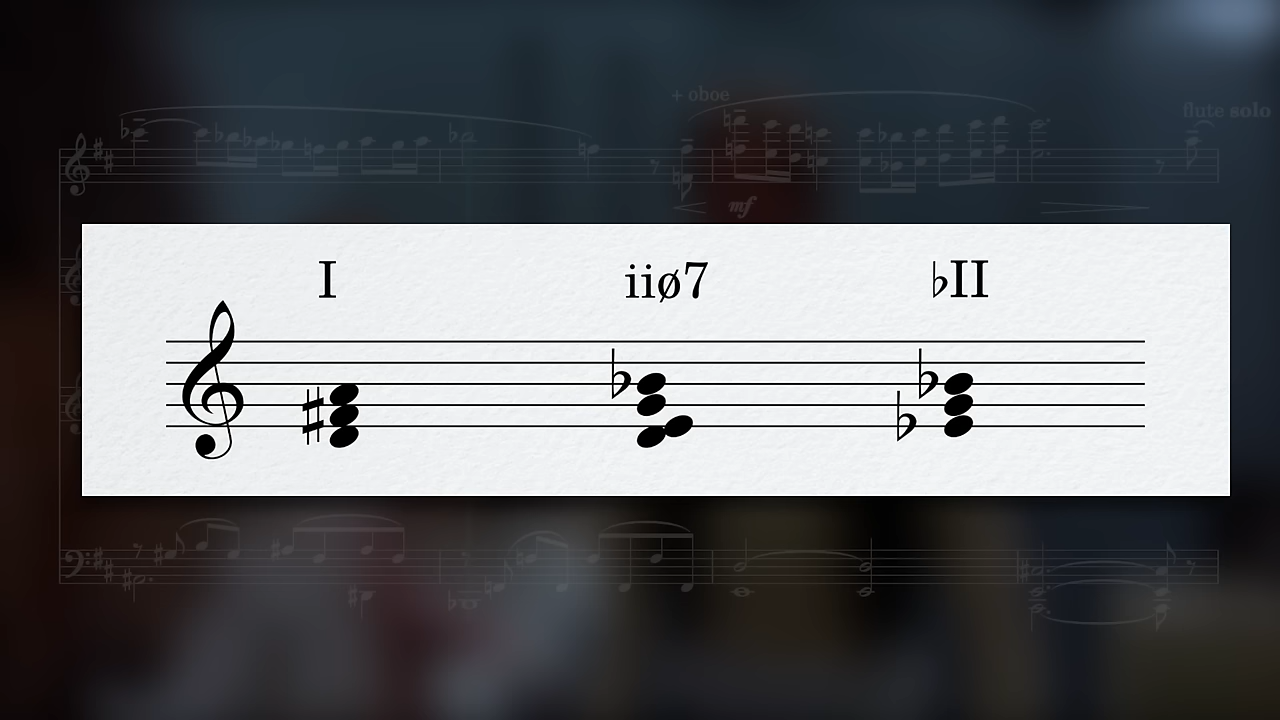 + oboe
flute solo
mf
I iiø7 ♭II